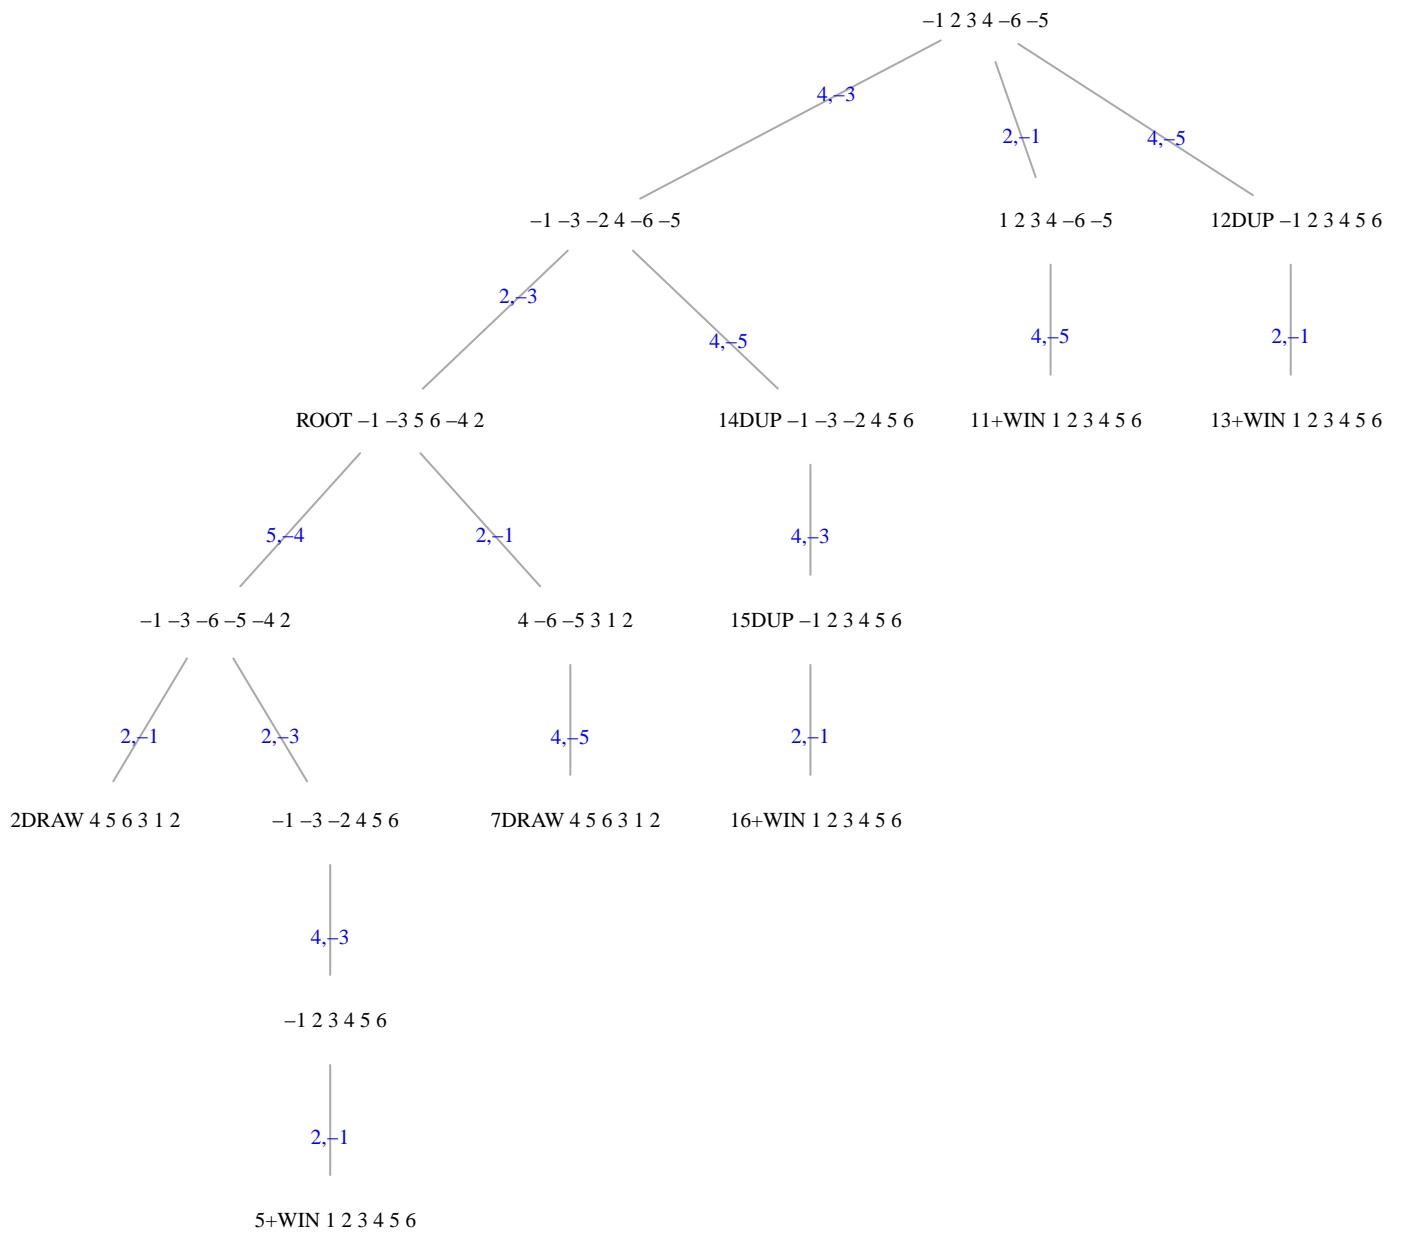 –1 2 3 4 –6 –5
4,–3
2,–1
4,–5
–1 –3 –2 4 –6 –5
1 2 3 4 –6 –5
12DUP –1 2 3 4 5 6
2,–3
4,–5
4,–5
2,–1
ROOT –1 –3 5 6 –4 2
14DUP –1 –3 –2 4 5 6
11+WIN 1 2 3 4 5 6
13+WIN 1 2 3 4 5 6
5,–4
2,–1
4,–3
–1 –3 –6 –5 –4 2
4 –6 –5 3 1 2
15DUP –1 2 3 4 5 6
2,–1
2,–3
4,–5
2,–1
2DRAW 4 5 6 3 1 2
–1 –3 –2 4 5 6
7DRAW 4 5 6 3 1 2
16+WIN 1 2 3 4 5 6
4,–3
–1 2 3 4 5 6
2,–1
5+WIN 1 2 3 4 5 6